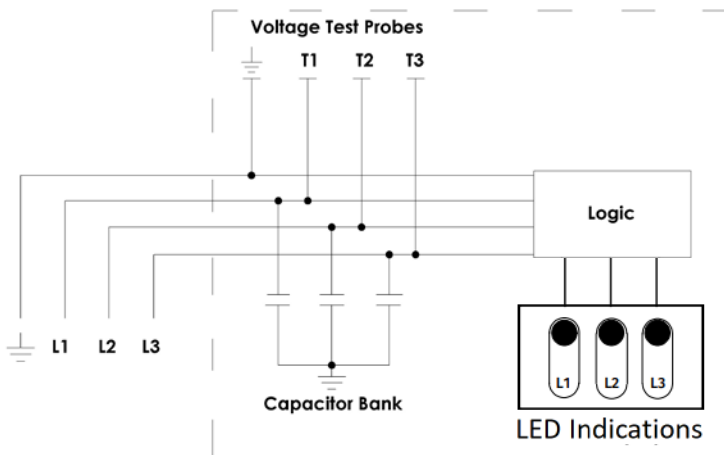 Voltage Test Probes
T1 T2 T3
Logic
L1 L2 L3
L1 L2 L3
Capacitor Bank
LED Indications